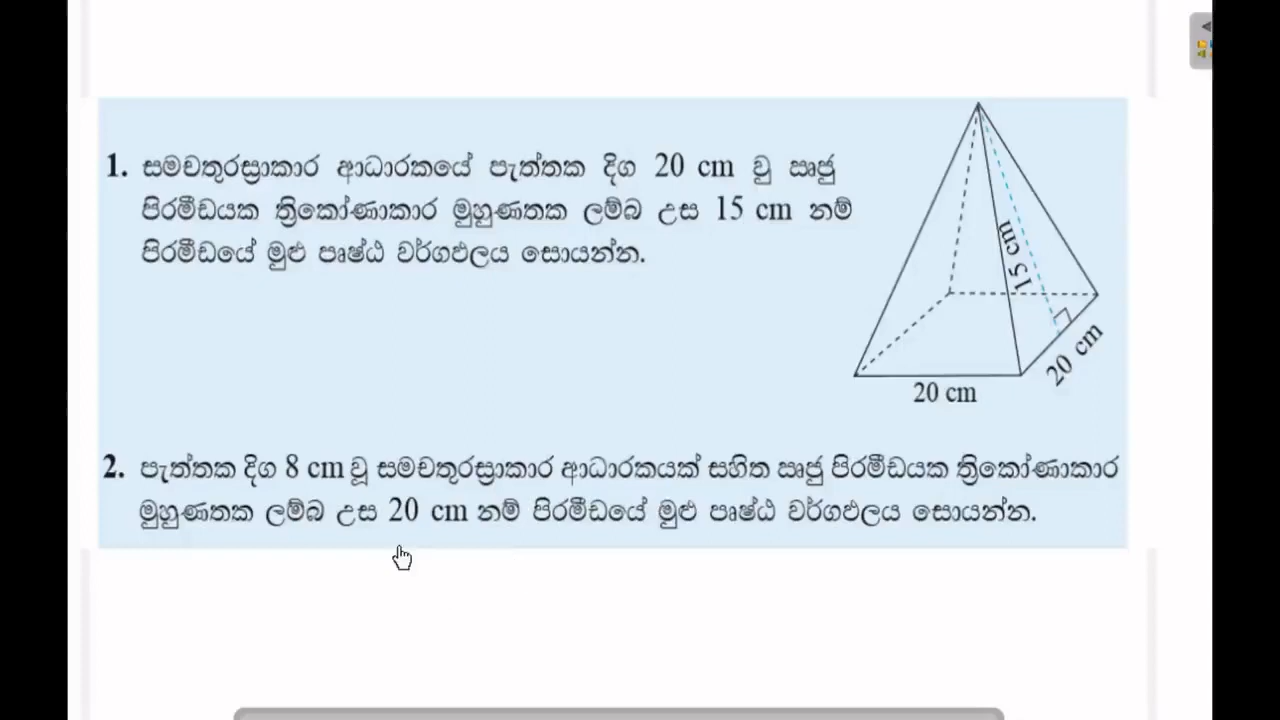 1. සමචතුරස්‍රාකාර ආධාරකයේ පැත්තක දිග 20 cm වූ ඍජු
පිරමීඩයක ත්‍රිකෝණාකාර මුහුණතක ලම්බ උස 15 cm නම්
පිරමීඩයේ මුළු පෘෂ්ඨ වර්ගඵලය සොයන්න.
15 cm
20 cm
20 cm
2. පැත්තක දිග 8 cm වූ සමචතුරස්‍රාකාර ආධාරකයක් සහිත ඍජු පිරමීඩයක ත්‍රිකෝණාකාර
මුහුණතක ලම්බ උස 20 cm නම් පිරමීඩයේ මුළු පෘෂ්ඨ වර්ගඵලය සොයන්න.